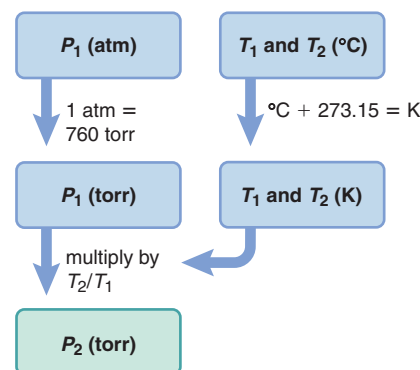 P₁ (atm)
T₁ and T₂ (°C)
1 atm =
760 torr
°C + 273.15 = K
P₁ (torr)
T₁ and T₂ (K)
multiply by
T₂/T₁
P₂ (torr)